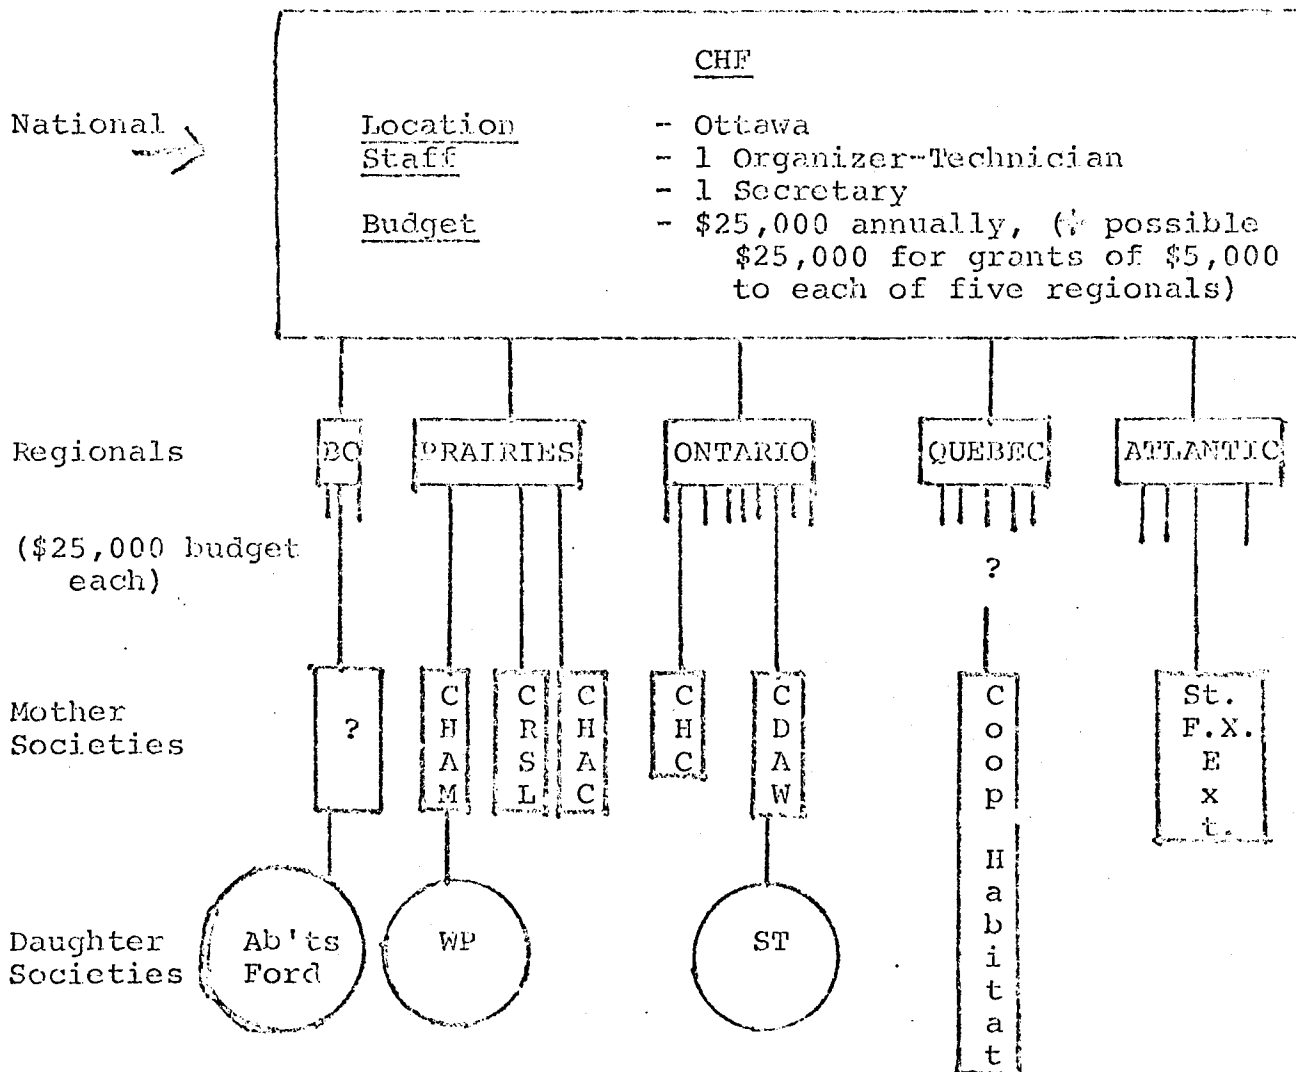 CHF
National
Location - Ottawa
Staff - 1 Organizer-Technician
- 1 Secretary
Budget - $25,000 annually, (+ possible
$25,000 for grants of $5,000
to each of five regionals)
Regionals
BC PRAIRIES ONTARIO QUEBEC ATLANTIC
($25,000 budget
each)
?
Mother
Societies
?
CHAM
CRSL
CHAC
CHC
CDAW
Coop Habitat
St.
F.X.
Ext.
Daughter
Societies
Ab'ts
Ford
WP
ST